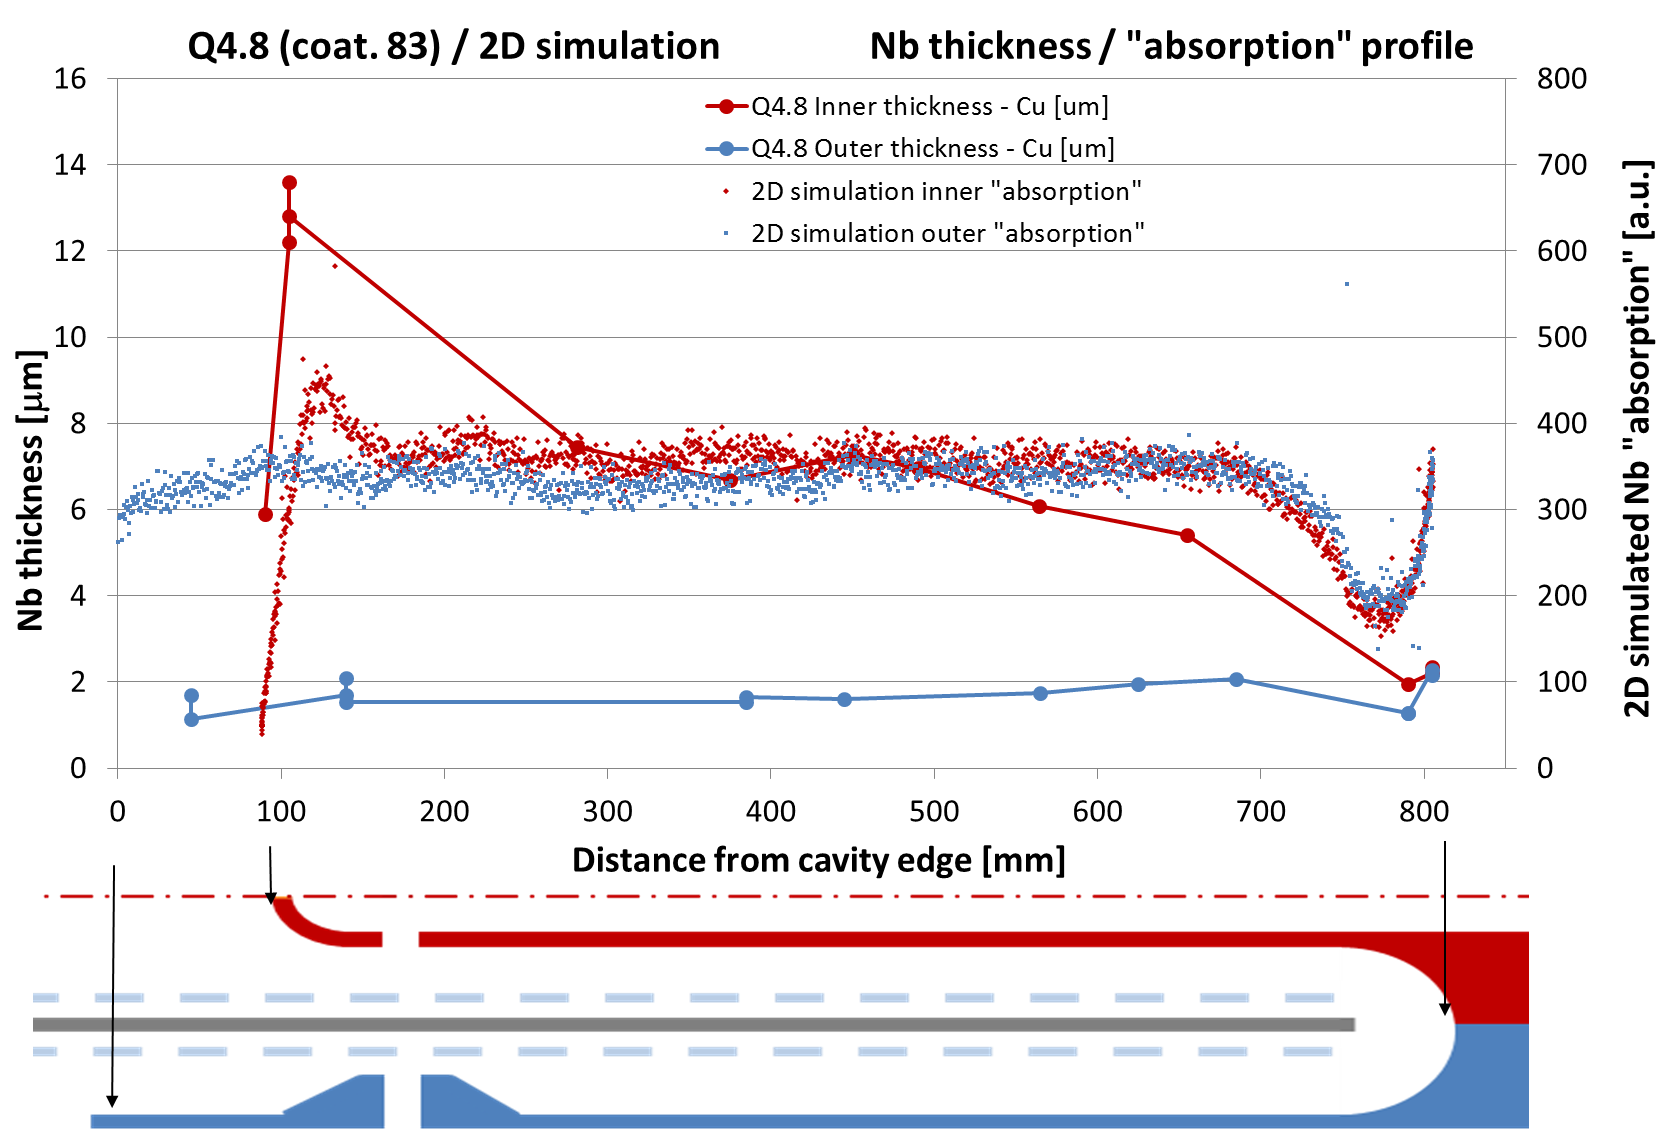 Q4.8 (coat. 83) / 2D simulation
Nb thickness / "absorption" profile
Q4.8 Inner thickness - Cu [um]
Q4.8 Outer thickness - Cu [um]
2D simulation inner "absorption"
2D simulation outer "absorption"
Nb thickness [µm]
16
14
12
10
8
6
4
2
0
800
700
600
500
400
300
200
100
0
2D simulated Nb "absorption" [a.u.]
0 100 200 300 400 500 600 700 800
Distance from cavity edge [mm]